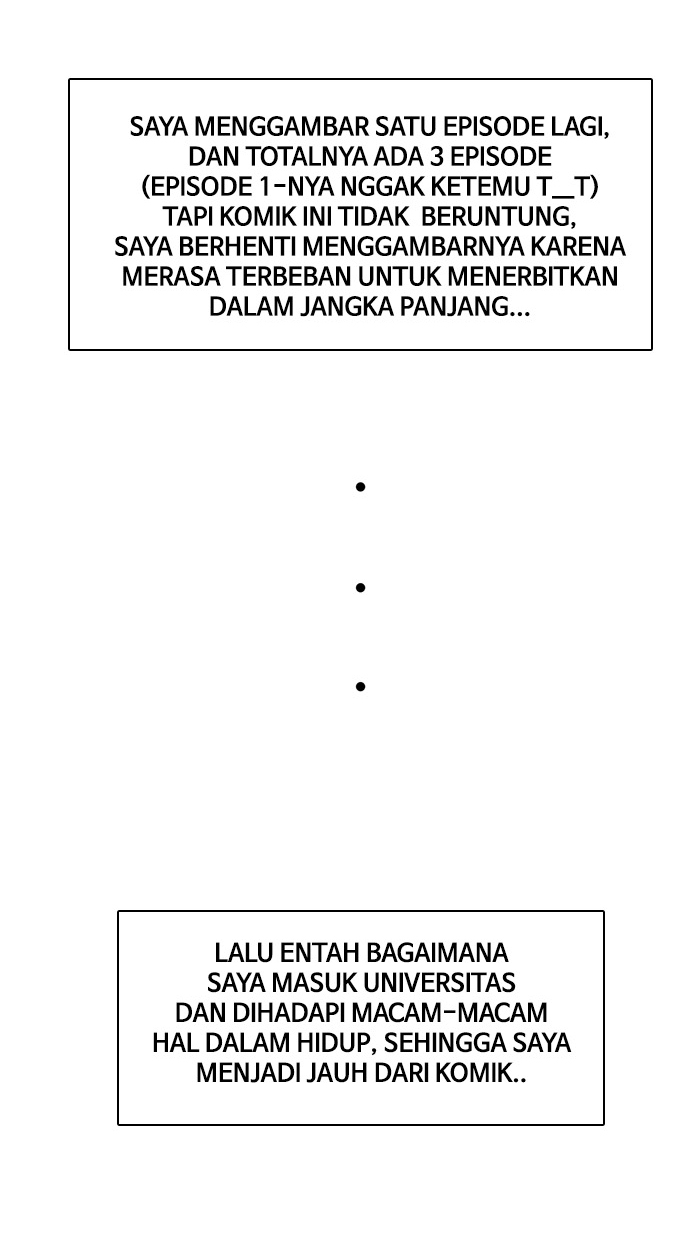 SAYA MENGGAMBAR SATU EPISODE LAGI,
DAN TOTALNYA ADA 3 EPISODE
(EPISODE 1-NYA NGGAK KETEMU T__T)
TAPI KOMIK INI TIDAK  BERUNTUNG,
SAYA BERHENTI MENGGAMBARNYA KARENA
MERASA TERBEBAN UNTUK MENERBITKAN
DALAM JANGKA PANJANG...
•
•
•
LALU ENTAH BAGAIMANA
SAYA MASUK UNIVERSITAS
DAN DIHADAPI MACAM-MACAM
HAL DALAM HIDUP, SEHINGGA SAYA
MENJADI JAUH DARI KOMIK..